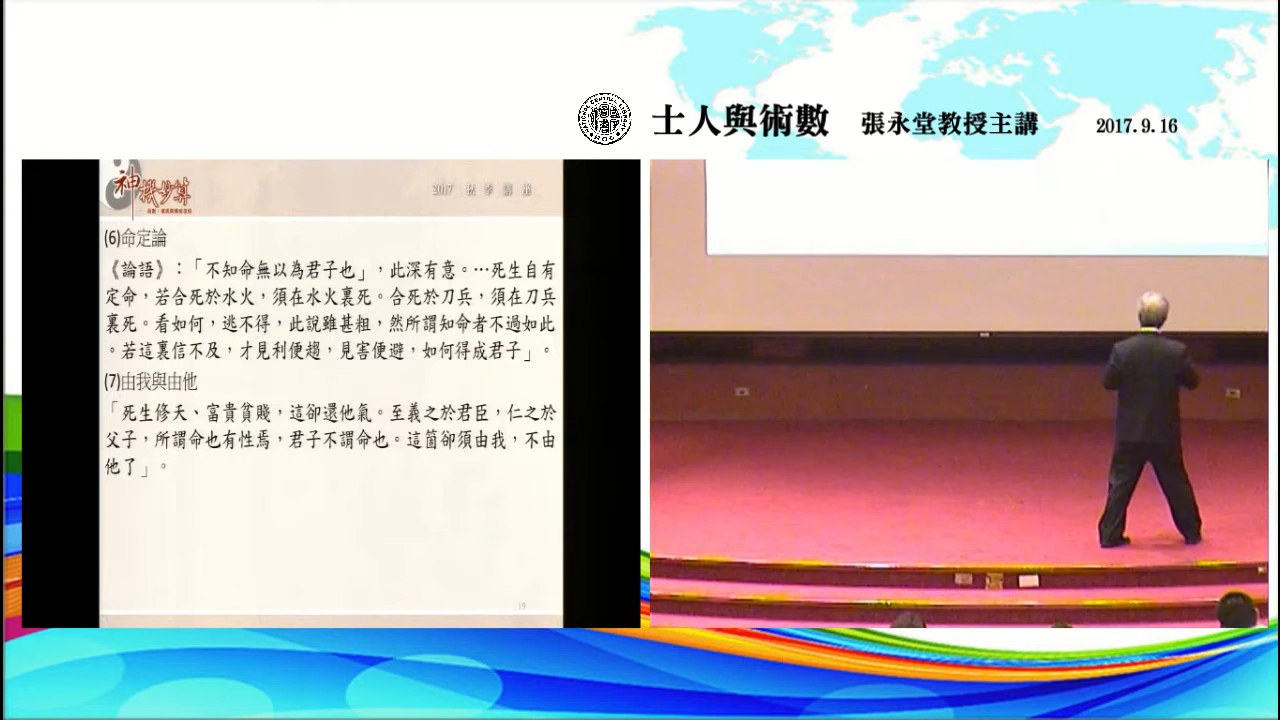 士人與術數 張永堂教授主講 2017.9.16
神機妙算
2017 秋季講座
(6)命定論
《論語》：「不知命無以為君子也」，此深有意。…死生自有
定命，若合死於水火，須在水火裏死。合死於刀兵，須在刀兵
裏死。看如何，逃不得，此說雖甚粗，然所謂知命者不過如此
。若這裏信不及，才見利便趨，見害便避，如何得成君子」。
(7)由我與由他
「死生修夭、富貴貧賤，這卻還他氣。至義之於君臣，仁之於
父子，所謂命也有性焉，君子不謂命也。這箇卻須由我，不由
他了」。
19